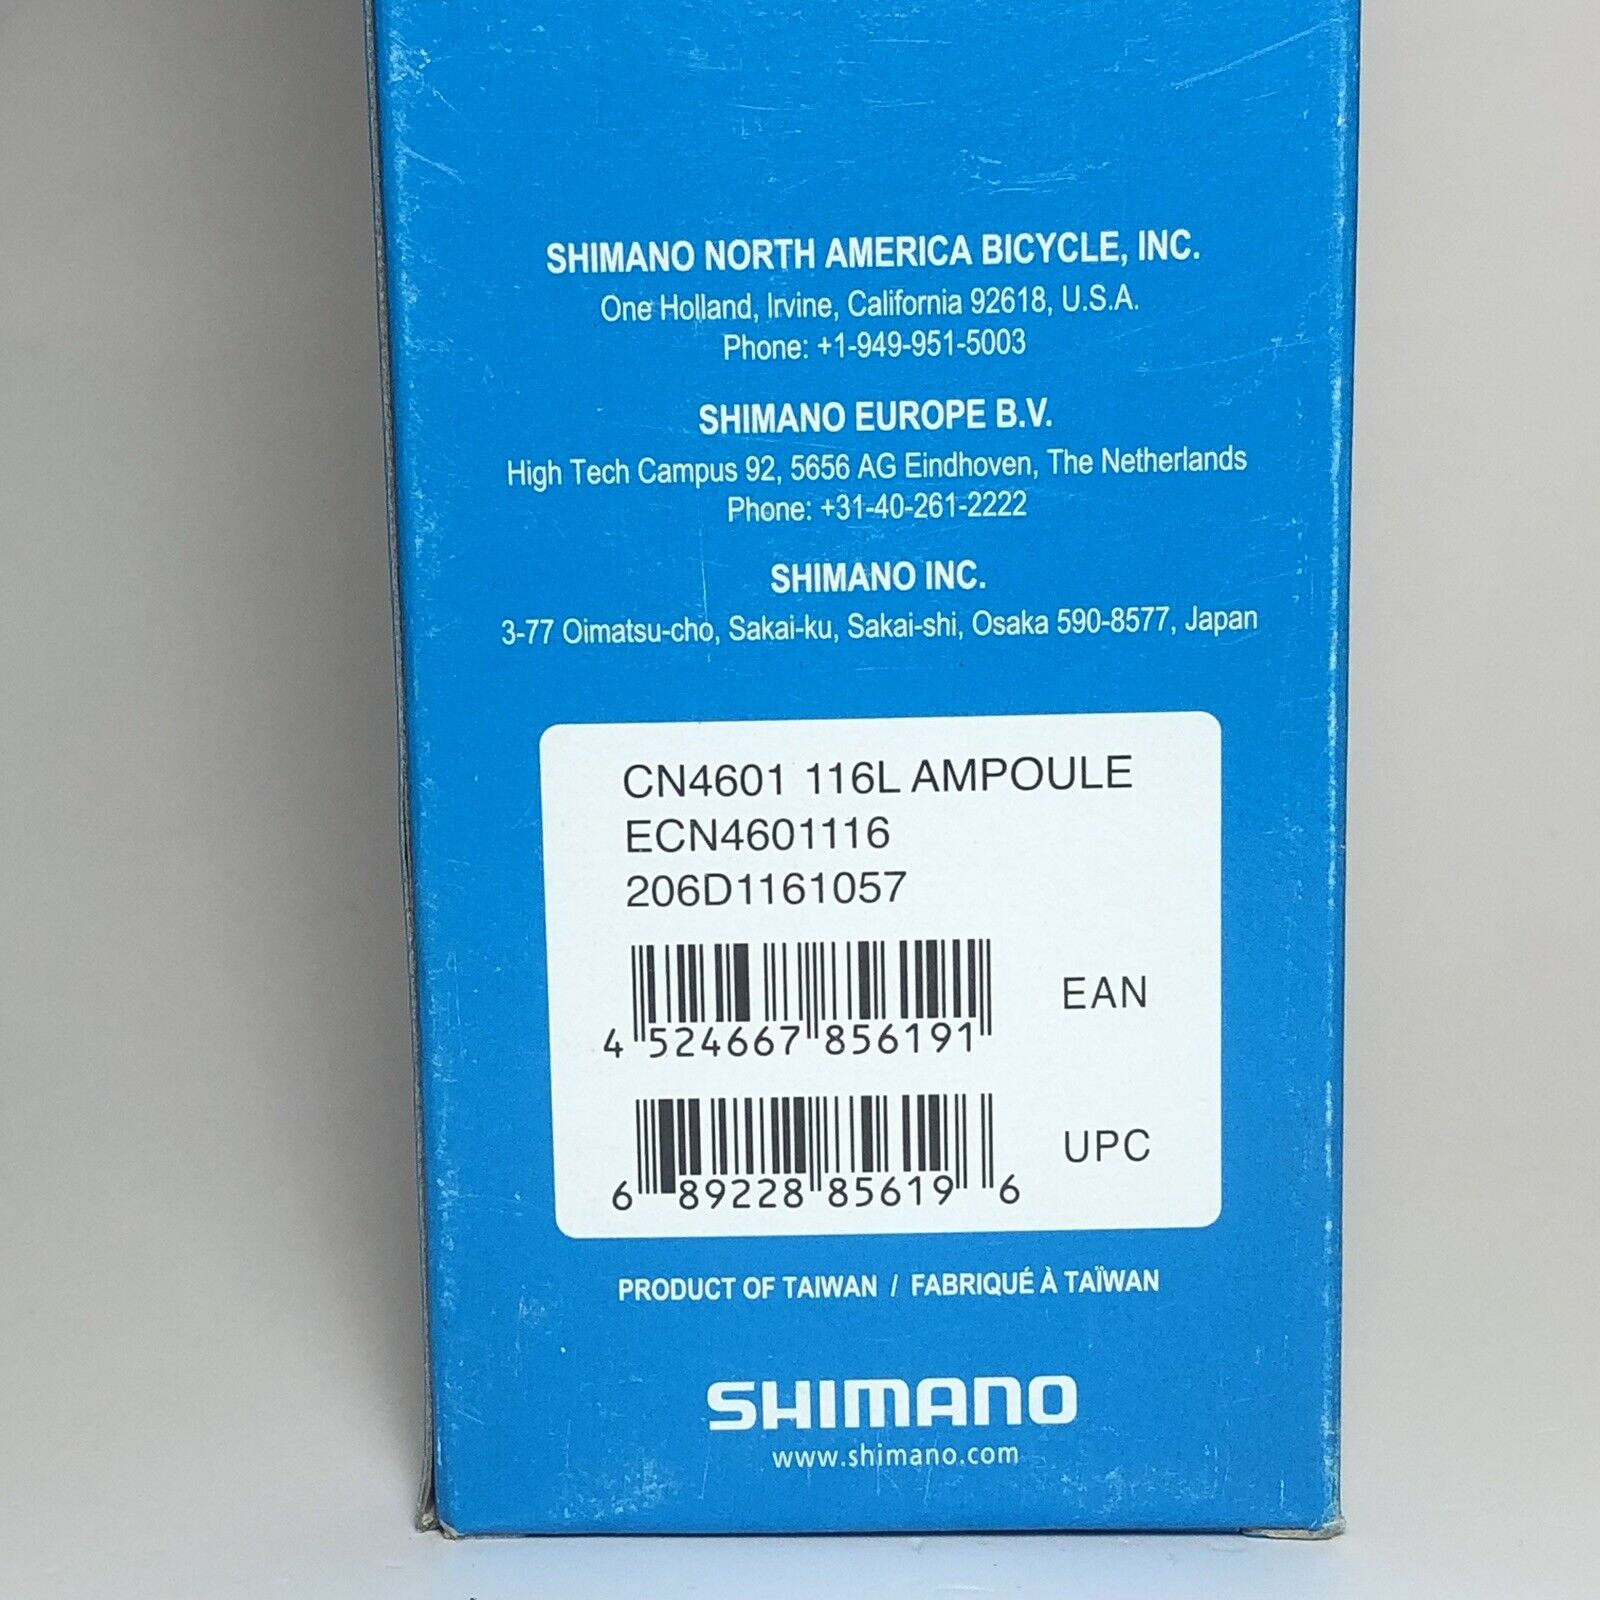 SHIMANO NORTH AMERICA BICYCLE, INC.
One Holland, Irvine, California 92618, U.S.A.
Phone: +1-949-951-5003
SHIMANO EUROPE B.V.
High Tech Campus 92, 5656 AG Eindhoven, The Netherlands
Phone: +31-40-261-2222
SHIMANO INC.
3-77 Oimatsu-cho, Sakai-ku, Sakai-shi, Osaka 590-8577, Japan
CN4601 116L AMPOULE
ECN4601116
206D1161057
EAN
4 524667 856191
UPC
6 89228 85619 6
PRODUCT OF TAIWAN / FABRIQUÉ À TAÏWAN
SHIMANO
www.shimano.com